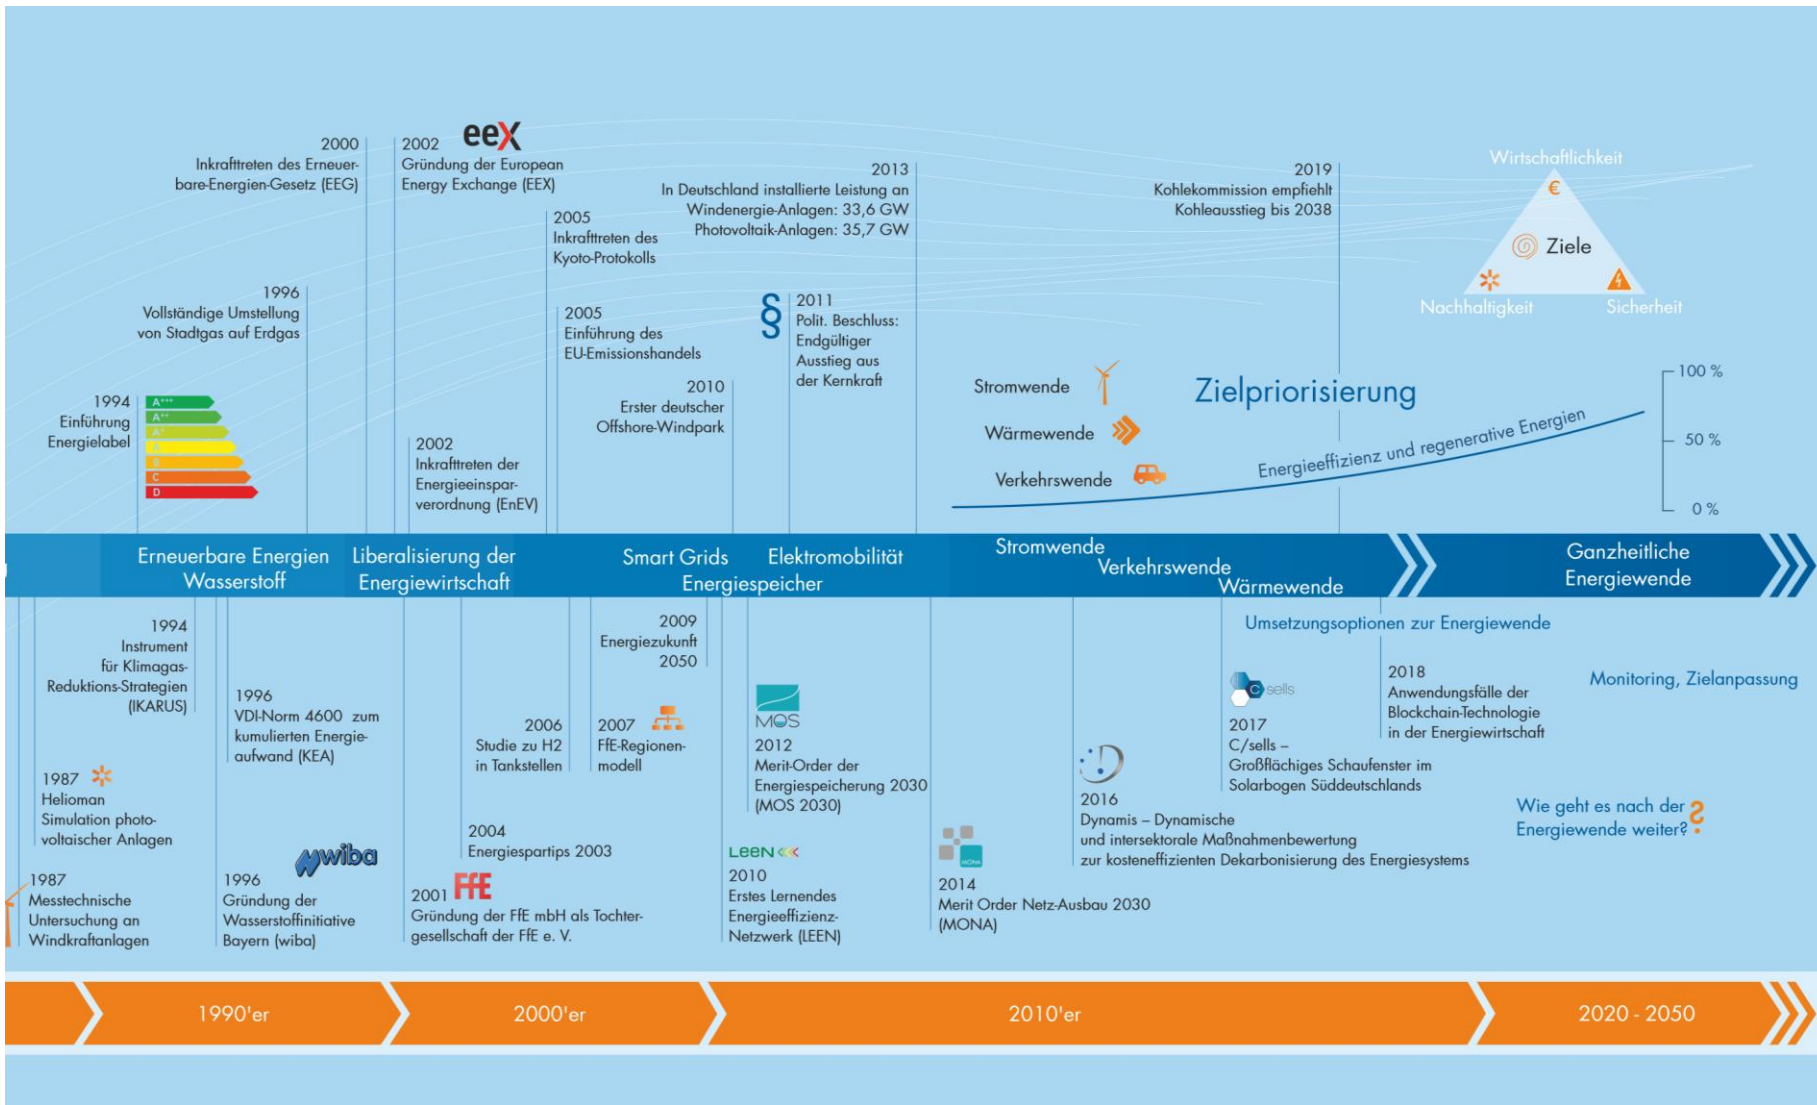 2000
Inkrafttreten des Erneuer-
bare-Energien-Gesetz (EEG)
eex
2002
Gründung der European
Energy Exchange (EEX)
2005
Inkrafttreten des
Kyoto-Protokolls
2013
In Deutschland installierte Leistung an
Windenergie-Anlagen: 33,6 GW
Photovoltaik-Anlagen: 35,7 GW
2019
Kohlekommission empfiehlt
Kohleausstieg bis 2038
Wirtschaftlichkeit
€
Ziele
Nachhaltigkeit
Sicherheit
1996
Vollständige Umstellung
von Stadtgas auf Erdgas
2005
Einführung des
EU-Emissionshandels
§
2011
Polit. Beschluss:
Endgültiger
Ausstieg aus
der Kernkraft
1994
Einführung
Energielabel
A+++
A++
A+
A
B
C
D
2002
Inkrafttreten der
Energieeinspar-
verordnung (EnEV)
2010
Erster deutscher
Offshore-Windpark
Stromwende
Wärmewende
Verkehrswende
Zielpriorisierung
Energieeffizienz und regenerative Energien
100 %
50 %
0 %
Erneuerbare Energien
Wasserstoff
Liberalisierung der
Energiewirtschaft
Smart Grids
Energiespeicher
Elektromobilität
Stromwende
Verkehrswende
Wärmewende
Ganzheitliche
Energiewende
1994
Instrument
für Klimagas-
Reduktions-Strategien
(IKARUS)
1996
VDI-Norm 4600 zum
kumulierten Energie-
aufwand (KEA)
1987
Helioman
Simulation photo-
voltaischer Anlagen
1987
Messtechnische
Untersuchung an
Windkraftanlagen
wiba
1996
Gründung der
Wasserstoffinitiative
Bayern (wiba)
2006
Studie zu H2
in Tankstellen
2004
Energiespartips 2003
2001
FfE
Gründung der FfE mbH als Tochter-
gesellschaft der FfE e. V.
2009
Energiezukunft
2050
2007
FfE-Regionen-
modell
MOS
2012
Merit-Order der
Energiespeicherung 2030
(MOS 2030)
LEEN
2010
Erstes Lernendes
Energieeffizienz-
Netzwerk (LEEN)
MONA
2014
Merit Order Netz-Ausbau 2030
(MONA)
2016
Dynamis – Dynamische
und intersektorale Maßnahmenbewertung
zur kosteneffizienten Dekarbonisierung des Energiesystems
C sells
2017
C/sells –
Großflächiges Schaufenster im
Solarbogen Süddeutschlands
Umsetzungsoptionen zur Energiewende
2018
Anwendungsfälle der
Blockchain-Technologie
in der Energiewirtschaft
Monitoring, Zielanpassung
Wie geht es nach der
Energiewende weiter?
1990'er
2000'er
2010'er
2020 - 2050